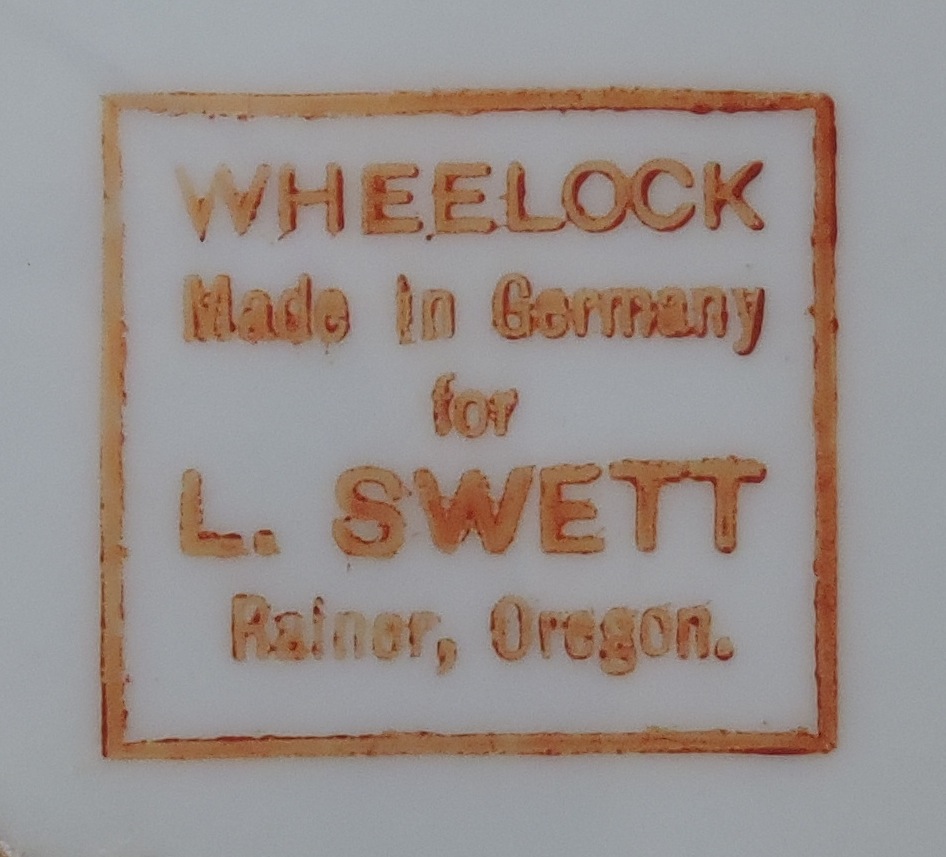 WHEELOCK
Made in Germany
for
L. SWETT
Rainer, Oregon.